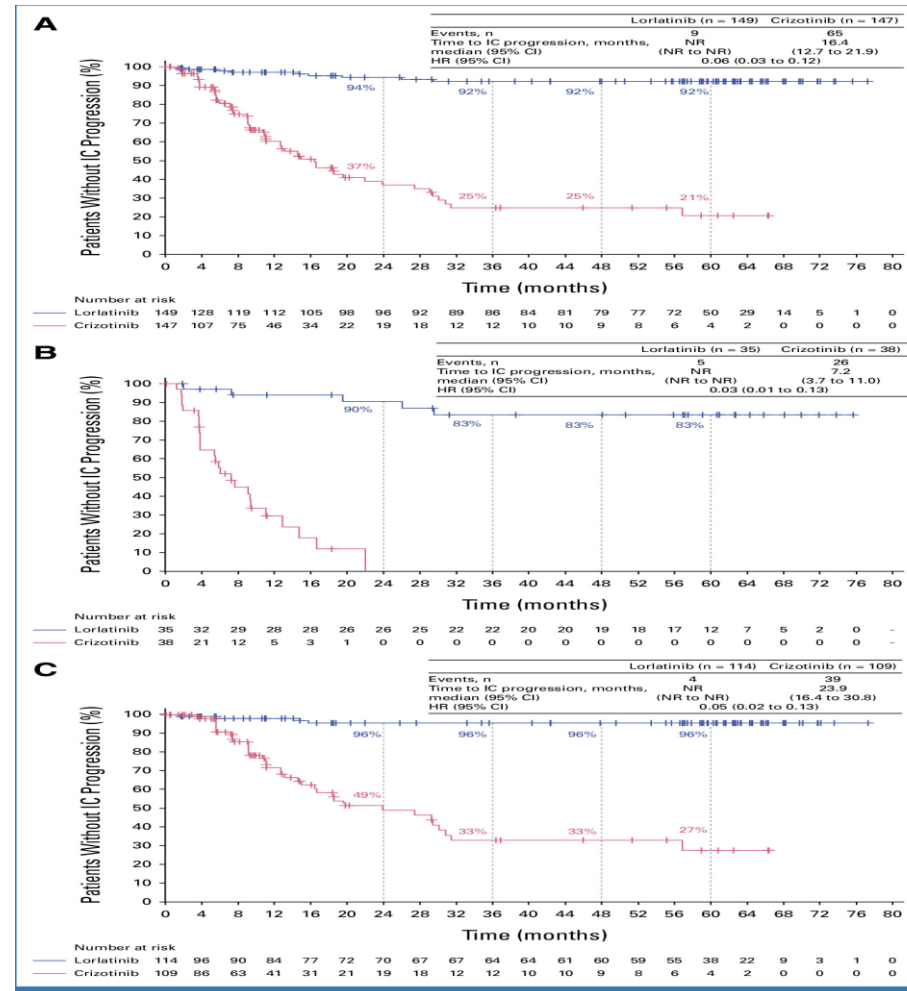 A
Lorlatinib (n = 149) Crizotinib (n = 147)
Events, n 9 65
Time to IC progression, months, NR 16.4
median (95% CI) (NR to NR) (12.7 to 21.9)
HR (95% CI) 0.06 (0.03 to 0.12)
Patients Without IC Progression (%)
100
90
80
70
60
50
40
30
20
10
0
94% 92% 92% 92%
37% 25% 25% 21%
0 4 8 12 16 20 24 28 32 36 40 44 48 52 56 60 64 68 72 76 80
Time (months)
Number at risk
Lorlatinib 149 128 119 112 105 98 96 92 89 86 84 81 79 77 72 50 29 14 5 1 0
Crizotinib 147 107 75 46 34 22 19 18 12 12 10 10 9 8 6 4 2 0 0 0 0
B
Lorlatinib (n = 35) Crizotinib (n = 38)
Events, n 5 26
Time to IC progression, months, NR 7.2
median (95% CI) (NR to NR) (3.7 to 11.0)
HR (95% CI) 0.03 (0.01 to 0.13)
Patients Without IC Progression (%)
100
90
80
70
60
50
40
30
20
10
0
90% 83% 83% 83%
0 4 8 12 16 20 24 28 32 36 40 44 48 52 56 60 64 68 72 76 80
Time (months)
Number at risk
Lorlatinib 35 32 29 28 28 26 26 25 22 22 20 20 19 18 17 12 7 5 2 0 -
Crizotinib 38 21 12 5 3 1 0 0 0 0 0 0 0 0 0 0 0 0 0 0 -
C
Lorlatinib (n = 114) Crizotinib (n = 109)
Events, n 4 39
Time to IC progression, months, NR 23.9
median (95% CI) (NR to NR) (16.4 to 30.8)
HR (95% CI) 0.05 (0.02 to 0.13)
Patients Without IC Progression (%)
100
90
80
70
60
50
40
30
20
10
0
96% 96% 96% 96%
49% 33% 33% 27%
0 4 8 12 16 20 24 28 32 36 40 44 48 52 56 60 64 68 72 76 80
Time (months)
Number at risk
Lorlatinib 114 96 90 84 77 72 70 67 67 64 64 61 60 59 55 38 22 9 3 1 0
Crizotinib 109 86 63 41 31 21 19 18 12 12 10 10 9 8 6 4 2 0 0 0 0